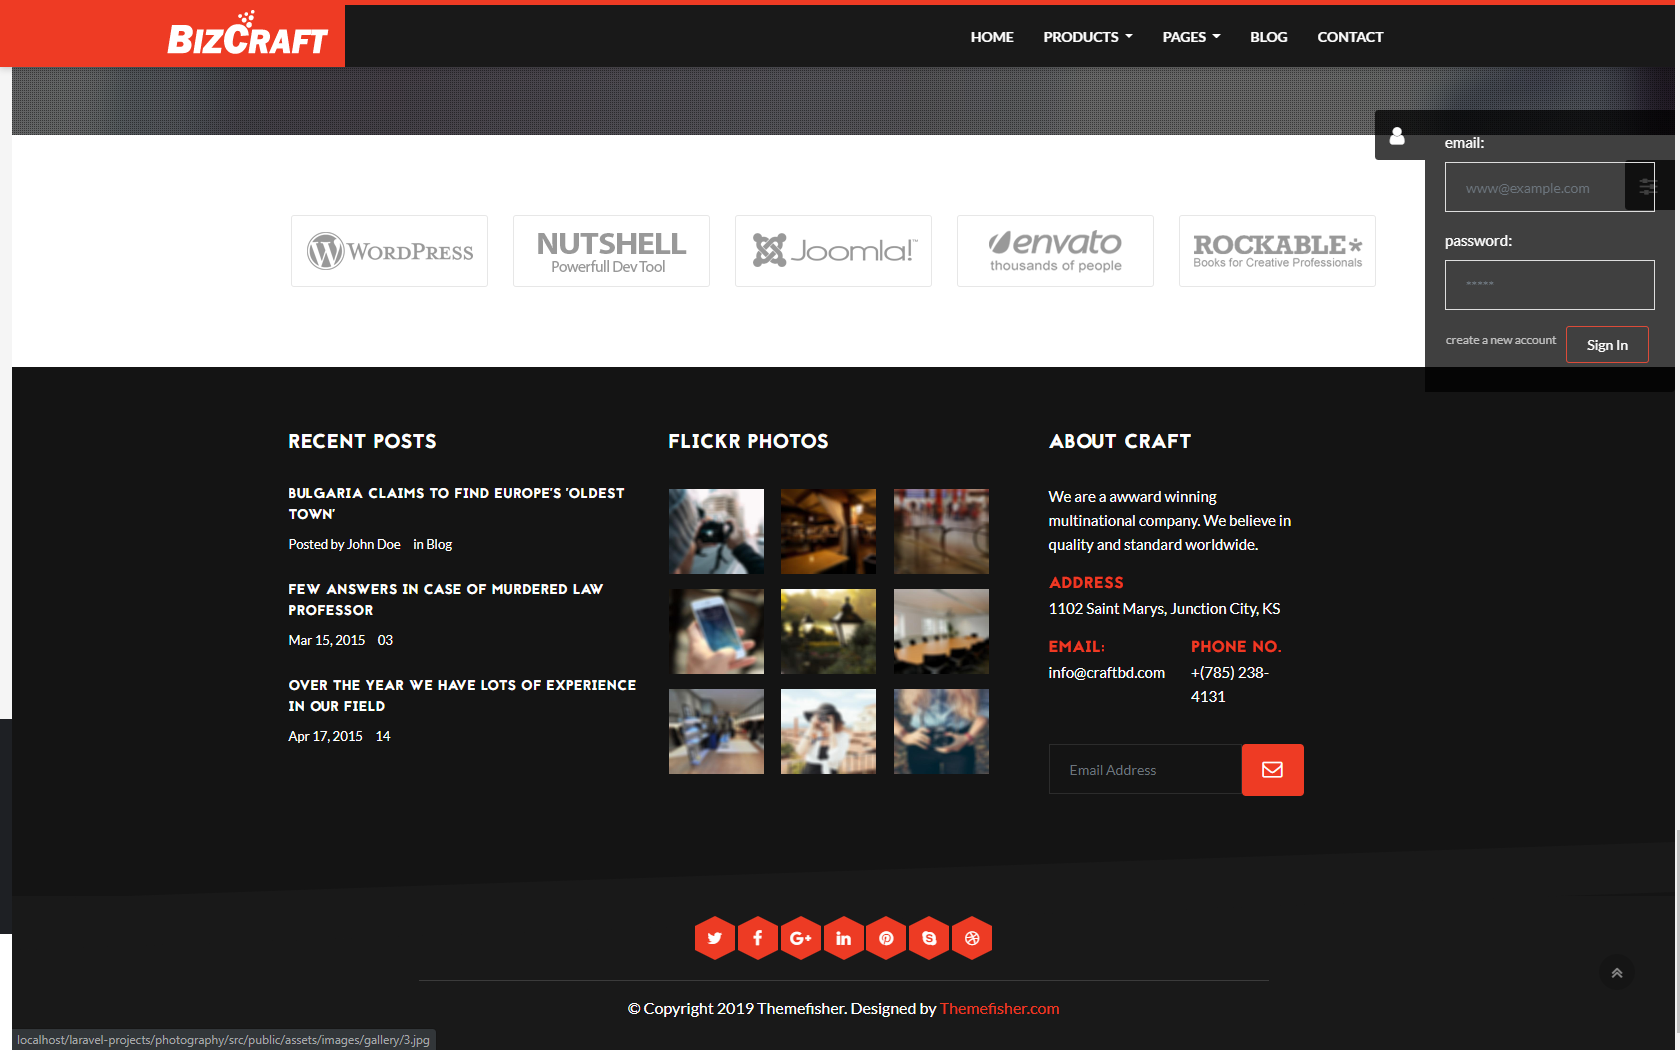 BIZCRAFT
HOME PRODUCTS PAGES BLOG CONTACT
email:
www@example.com
password:
*****
create a new account Sign In
WORDPRESS
NUTSHELL
Powerfull Dev Tool
Joomla!™
envato
thousands of people
ROCKABLE*
Books for Creative Professionals
RECENT POSTS
BULGARIA CLAIMS TO FIND EUROPE'S 'OLDEST
TOWN'
Posted by John Doe in Blog
FEW ANSWERS IN CASE OF MURDERED LAW
PROFESSOR
Mar 15, 2015 03
OVER THE YEAR WE HAVE LOTS OF EXPERIENCE
IN OUR FIELD
Apr 17, 2015 14
FLICKR PHOTOS
ABOUT CRAFT
We are a awward winning
multinational company. We believe in
quality and standard worldwide.
ADDRESS
1102 Saint Marys, Junction City, KS
EMAIL:
info@craftbd.com
PHONE NO.
+(785) 238-
4131
Email Address
© Copyright 2019 Themefisher. Designed by Themefisher.com
localhost/laravel-projects/photography/src/public/assets/images/gallery/3.jpg